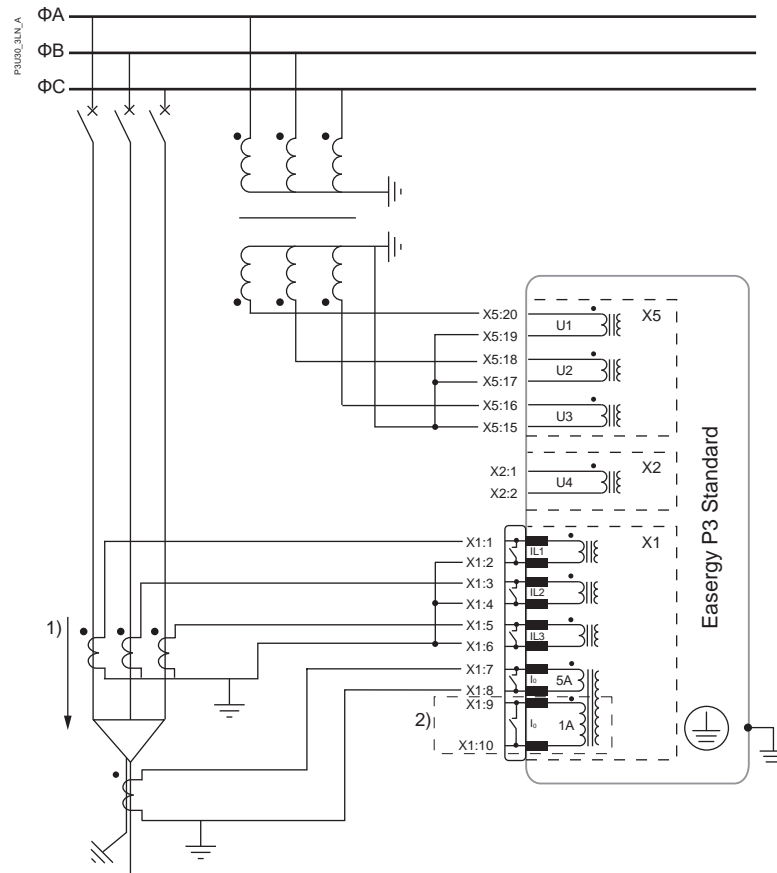 P3U30_3LN_A
ΦA
ΦB
ΦC
X5:20
X5:19
X5:18
X5:17
X5:16
X5:15
U1
U2
U3
X5
X2:1
X2:2
U4
X2
X1:1
X1:2
X1:3
X1:4
X1:5
X1:6
X1:7
X1:8
X1:9
X1:10
IL1
IL2
IL3
I₀
5A
I₀
1A
X1
1)
2)
Easergy P3 Standard